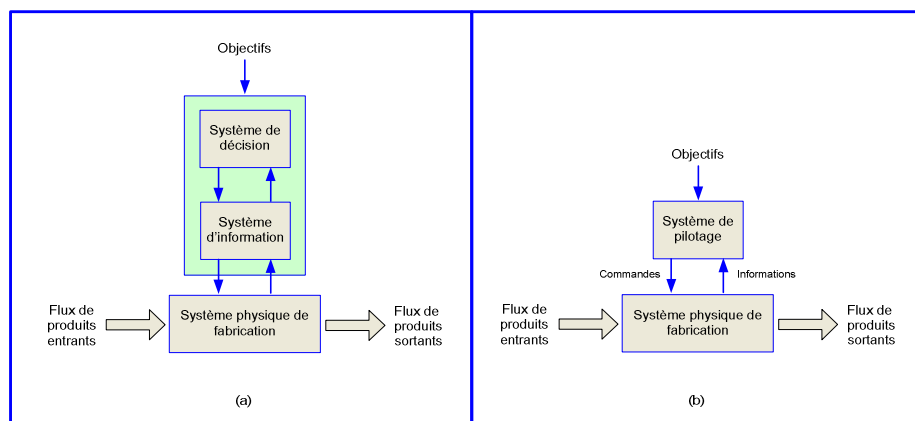 Objectifs
Système de
décision
Système
d'information
Flux de
produits
entrants
Système physique de
fabrication
Flux de
produits
sortants
(a)
Objectifs
Système de
pilotage
Commandes
Informations
Flux de
produits
entrants
Système physique de
fabrication
Flux de
produits
sortants
(b)